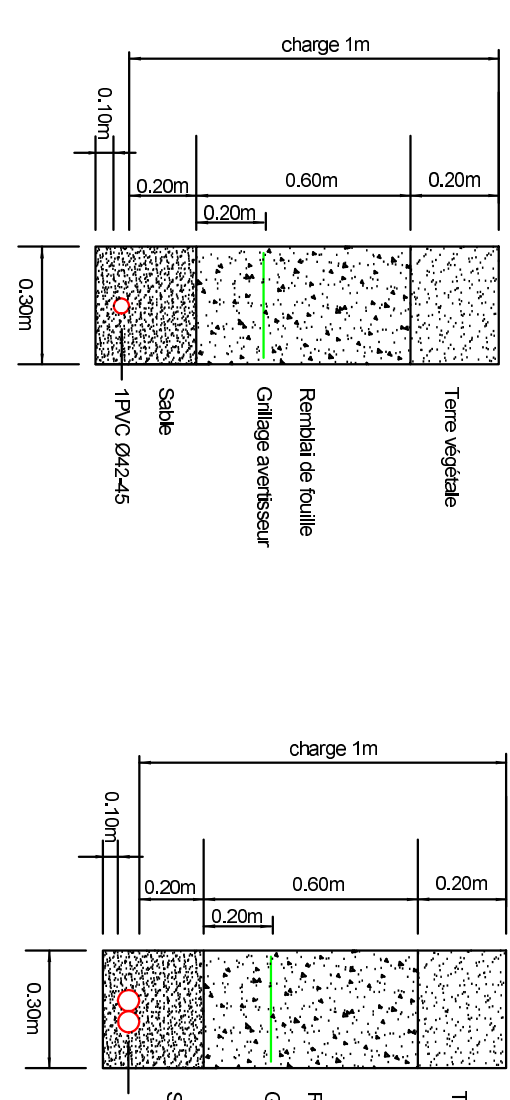 charge 1m
0.10m
0.20m
0.60m
0.20m
0.20m
0.30m
Terre végétale
Remblai de fouille
Grillage avertisseur
Sable
1PVC Ø42-45
charge 1m
0.10m
0.20m
0.60m
0.20m
0.20m
0.30m
T
G
S